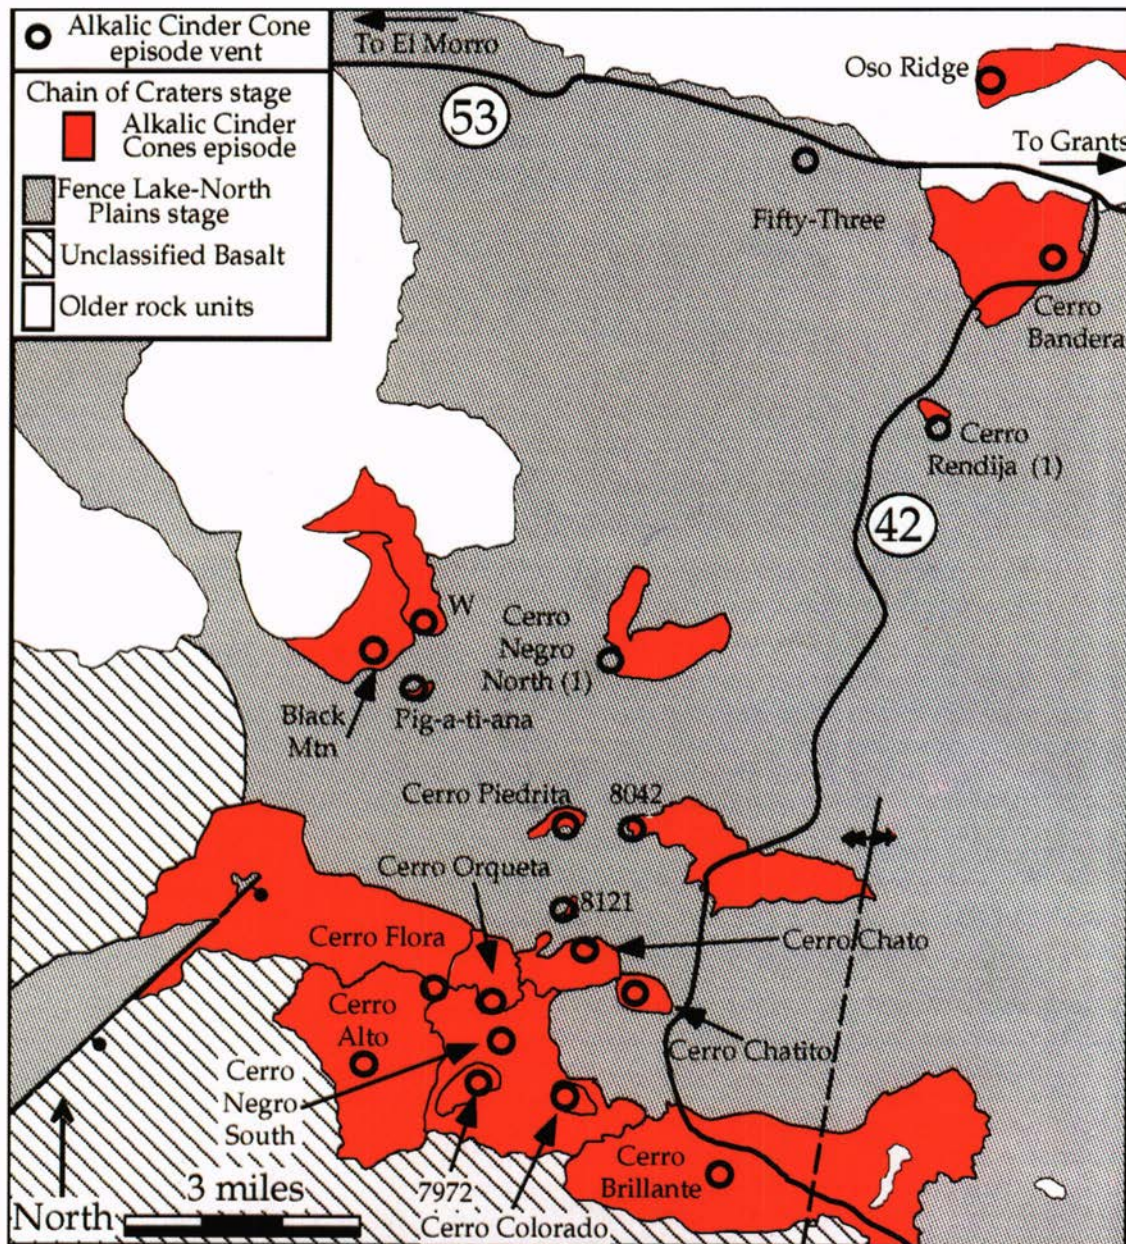 Alkalic Cinder Cone
episode vent
Chain of Craters stage
Alkalic Cinder
Cones episode
Fence Lake-North
Plains stage
Unclassified Basalt
Older rock units
To El Morro
53
Oso Ridge
To Grants
Fifty-Three
Cerro
Bandera
Cerro
Rendija (1)
42
W
Cerro
Negro
North (1)
Black
Mtn
Pig-a-ti-ana
Cerro Piedrita
8042
Cerro Orqueta
8121
Cerro Flora
Cerro Chato
Cerro
Alto
Cerro Chatito
Cerro
Negro
South
Cerro
Brillante
7972
Cerro Colorado
3 miles
North